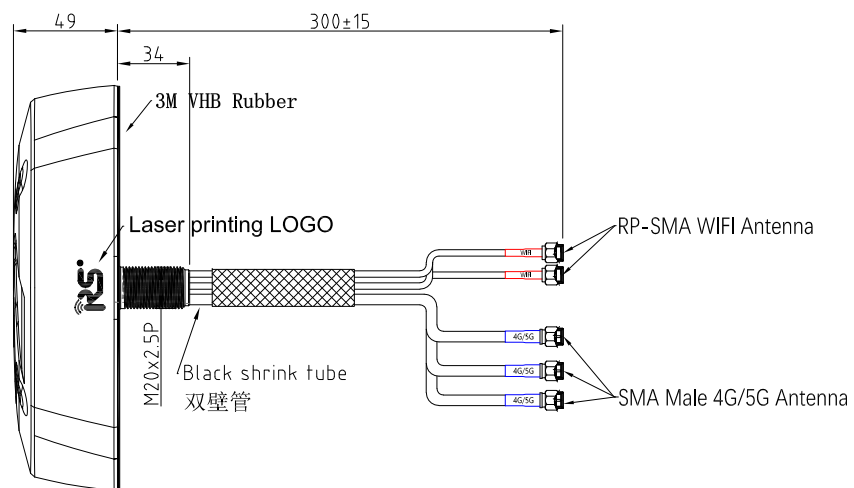 49
300±15
34
3M VHB Rubber
Laser printing LOGO
RP-SMA WIFI Antenna
WIFI
WIFI
M20x2.5P
4G/5G
Black shrink tube
4G/5G
双壁管
4G/5G
SMA Male 4G/5G Antenna